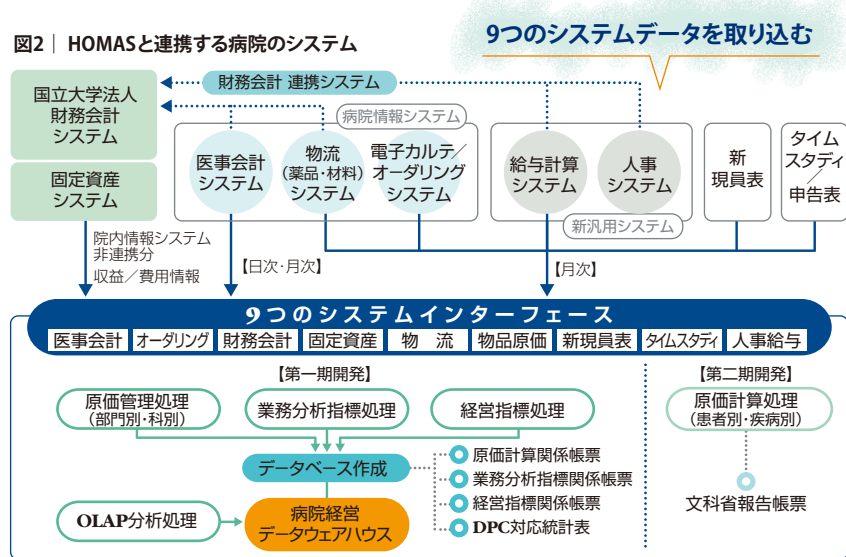 図2｜HOMASと連携する病院のシステム
9つのシステムデータを取り込む
国立大学法人
財務会計
システム
固定資産
システム
財務会計 連携システム
病院情報システム
医事会計
システム
物流
(薬品・材料)
システム
電子カルテ／
オーダリング
システム
給与計算
システム
人事
システム
新汎用システム
新
現員表
タイム
スタディ
／
申告表
院内情報システム
非連携分
収益／費用情報
【日次・月次】
【月次】
9つのシステムインターフェース
医事会計
オーダリング
財務会計
固定資産
物 流
物品原価
新現員表
タイムスタディ
人事給与
【第一期開発】
【第二期開発】
原価管理処理
(部門別・科別)
業務分析指標処理
経営指標処理
原価計算処理
(患者別・疾病別)
データベース作成
原価計算関係帳票
業務分析指標関係帳票
経営指標関係帳票
DPC対応統計表
文科省報告帳票
OLAP分析処理
病院経営
データウェアハウス